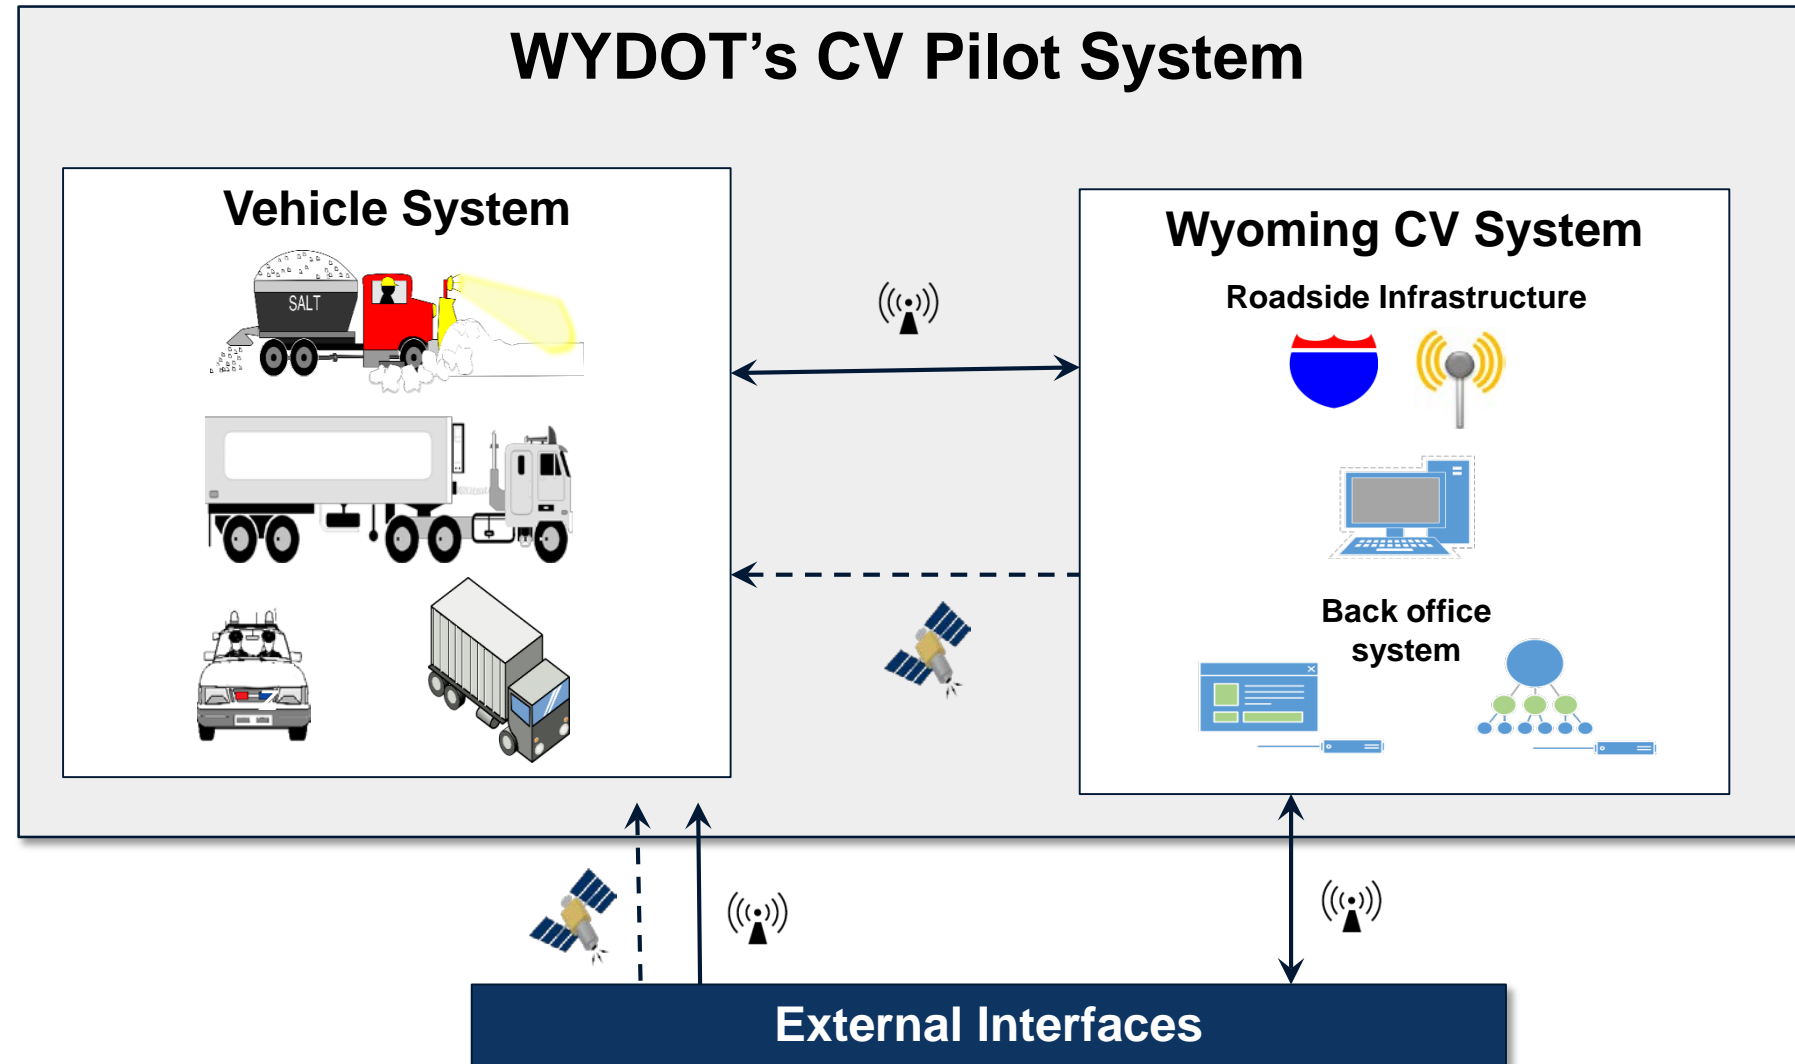 WYDOT’s CV Pilot System
Vehicle System
SALT
Wyoming CV System
Roadside Infrastructure
Back office
system
External Interfaces